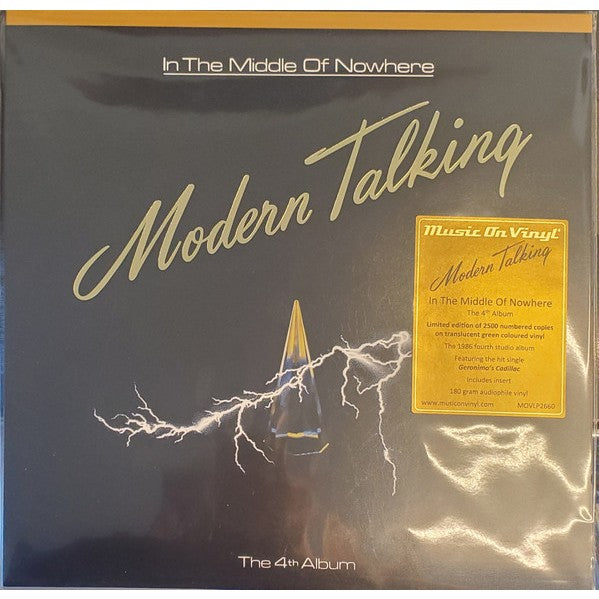 In The Middle Of Nowhere
Modern Talking
Music On Vinyl®
Modern Talking
In The Middle Of Nowhere
The 4th Album
Limited edition of 2500 numbered copies
on translucent green coloured vinyl
The 1986 fourth studio album
Featuring the hit single
Geronimo's Cadillac
Includes insert
180 gram audiophile vinyl
www.musiconvinyl.com MOVLP2660
The 4th Album